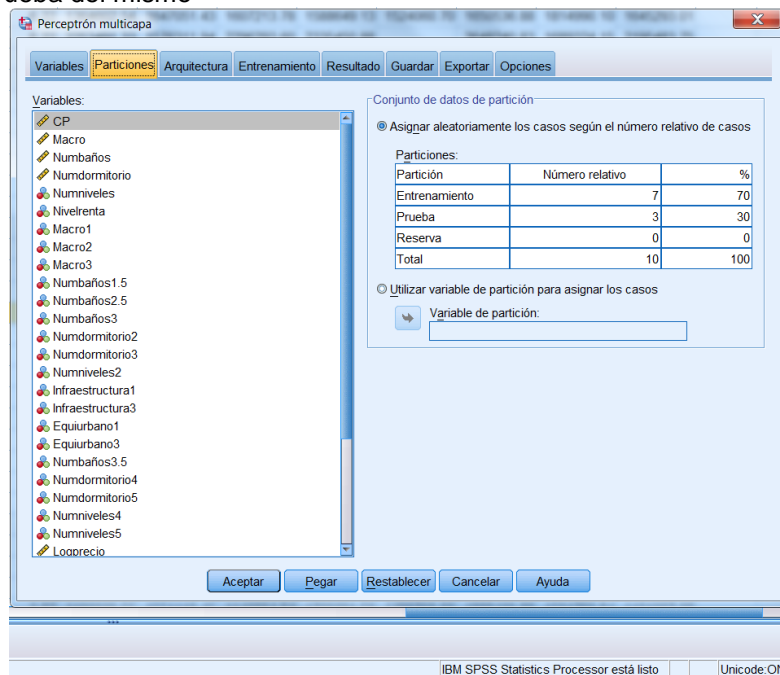 del mismo
Perceptrón multicapa
Variables Particiones Arquitectura Entrenamiento Resultado Guardar Exportar Opciones
Variables:
CP
Macro
Numbaños
Numdormitorio
Numniveles
Nivelrenta
Macro1
Macro2
Macro3
Numbaños1.5
Numbaños2.5
Numbaños3
Numdormitorio2
Numdormitorio3
Numniveles2
Infraestructura1
Infraestructura3
Equiurbano1
Equiurbano3
Numbaños3.5
Numdormitorio4
Numdormitorio5
Numniveles4
Numniveles5
Logprecio
Conjunto de datos de partición
Asignar aleatoriamente los casos según el número relativo de casos
Particiones:
Partición Número relativo %
Entrenamiento 7 70
Prueba 3 30
Reserva 0 0
Total 10 100
Utilizar variable de partición para asignar los casos
Variable de partición:
Aceptar Pegar Restablecer Cancelar Ayuda
IBM SPSS Statistics Processor está listo Unicode: